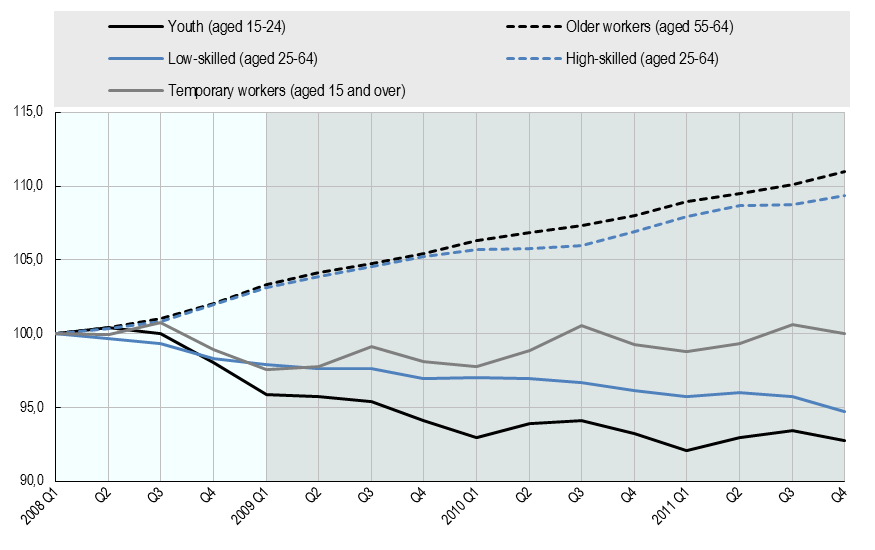 Youth (aged 15-24)
Older workers (aged 55-64)
Low-skilled (aged 25-64)
High-skilled (aged 25-64)
Temporary workers (aged 15 and over)
115,0
110,0
105,0
100,0
95,0
90,0
2008 Q1
Q2
Q3
Q4
2009 Q1
Q2
Q3
Q4
2010 Q1
Q2
Q3
Q4
2011 Q1
Q2
Q3
Q4